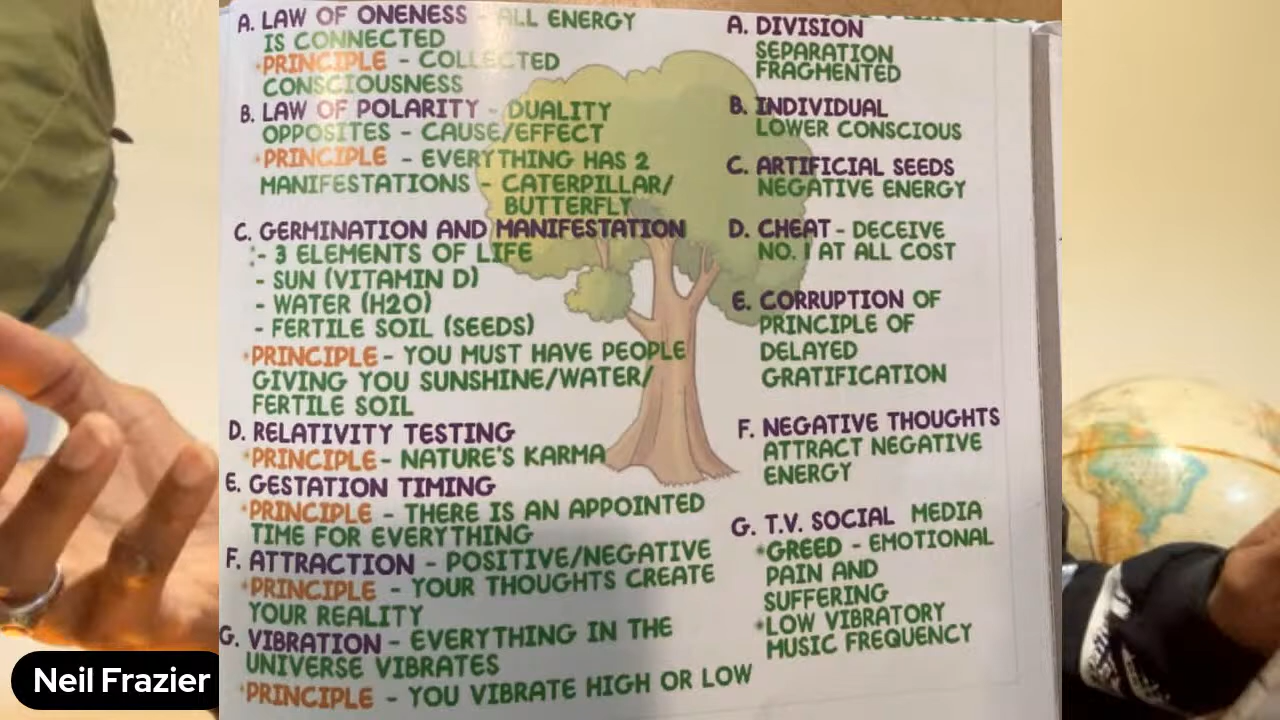 A. LAW OF ONENESS - ALL ENERGY
IS CONNECTED
•PRINCIPLE - COLLECTED
CONSCIOUSNESS
B. LAW OF POLARITY - DUALITY
OPPOSITES - CAUSE/EFFECT
•PRINCIPLE - EVERYTHING HAS 2
MANIFESTATIONS - CATERPILLAR/
BUTTERFLY
C. GERMINATION AND MANIFESTATION
:- 3 ELEMENTS OF LIFE
- SUN (VITAMIN D)
- WATER (H2O)
- FERTILE SOIL (SEEDS)
•PRINCIPLE - YOU MUST HAVE PEOPLE
GIVING YOU SUNSHINE/WATER/
FERTILE SOIL
D. RELATIVITY TESTING
•PRINCIPLE - NATURE'S KARMA
E. GESTATION TIMING
•PRINCIPLE - THERE IS AN APPOINTED
TIME FOR EVERYTHING
F. ATTRACTION - POSITIVE/NEGATIVE
•PRINCIPLE - YOUR THOUGHTS CREATE
YOUR REALITY
G. VIBRATION - EVERYTHING IN THE
UNIVERSE VIBRATES
•PRINCIPLE - YOU VIBRATE HIGH OR LOW
A. DIVISION
SEPARATION
FRAGMENTED
B. INDIVIDUAL
LOWER CONSCIOUS
C. ARTIFICIAL SEEDS
NEGATIVE ENERGY
D. CHEAT - DECEIVE
NO. 1 AT ALL COST
E. CORRUPTION OF
PRINCIPLE OF
DELAYED
GRATIFICATION
F. NEGATIVE THOUGHTS
ATTRACT NEGATIVE
ENERGY
G. T.V. SOCIAL MEDIA
•GREED - EMOTIONAL
PAIN AND
SUFFERING
•LOW VIBRATORY
MUSIC FREQUENCY
Neil Frazier